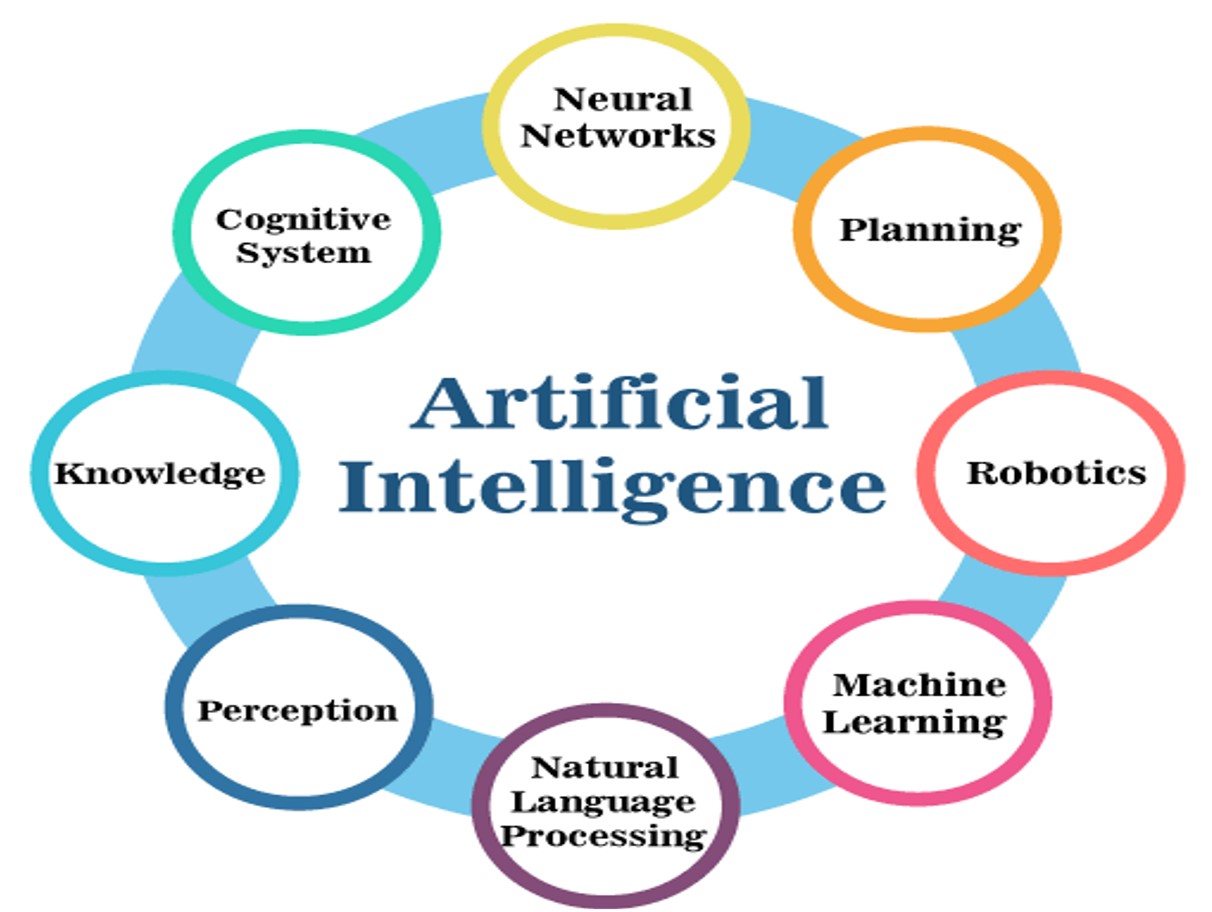 Neural
Networks
Planning
Robotics
Machine
Learning
Natural
Language
Processing
Perception
Knowledge
Cognitive
System
Artificial
Intelligence